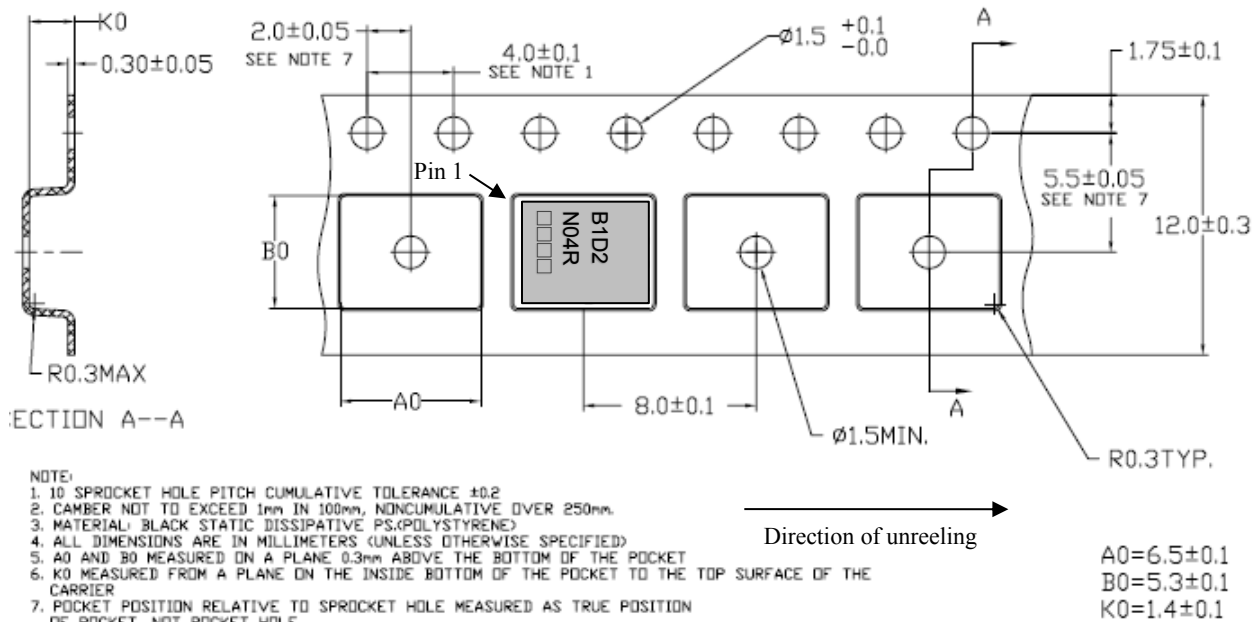 K0
0.30±0.05
2.0±0.05
SEE NOTE 7
4.0±0.1
SEE NOTE 1
Ø1.5 +0.1
-0.0
A
1.75±0.1
Pin 1
5.5±0.05
SEE NOTE 7
12.0±0.3
B0
B1D2
N04R
□□□□
R0.3MAX
A0
8.0±0.1
A
Ø1.5MIN.
R0.3TYP.
ECTION A--A
NOTE:
1. 10 SPROCKET HOLE PITCH CUMULATIVE TOLERANCE ±0.2
2. CAMBER NOT TO EXCEED 1mm IN 100mm, NONCUMULATIVE OVER 250mm.
3. MATERIAL: BLACK STATIC DISSIPATIVE PS.(POLYSTYRENE)
4. ALL DIMENSIONS ARE IN MILLIMETERS (UNLESS OTHERWISE SPECIFIED)
5. A0 AND B0 MEASURED ON A PLANE 0.3mm ABOVE THE BOTTOM OF THE POCKET
6. K0 MEASURED FROM A PLANE ON THE INSIDE BOTTOM OF THE POCKET TO THE TOP SURFACE OF THE
CARRIER
7. POCKET POSITION RELATIVE TO SPROCKET HOLE MEASURED AS TRUE POSITION
OF POCKET, NOT POCKET HOLE
Direction of unreeling
A0=6.5±0.1
B0=5.3±0.1
K0=1.4±0.1